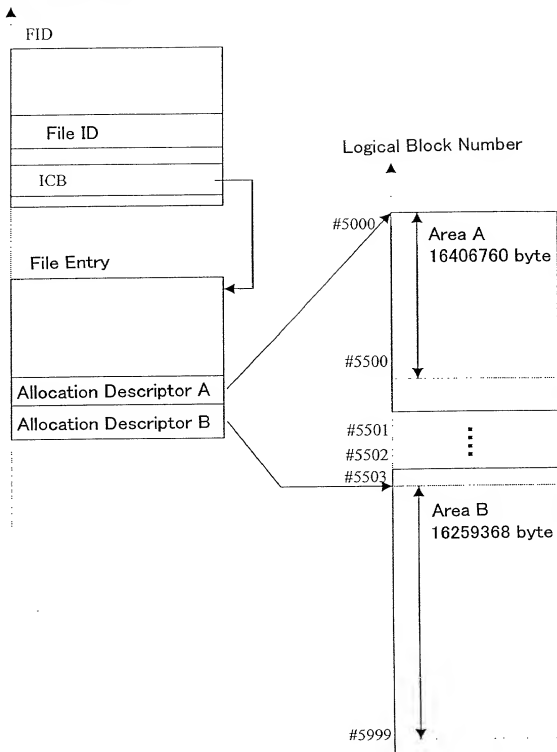 FID
File ID
ICB
File Entry
Allocation Descriptor A
Allocation Descriptor B
Logical Block Number
#5000
Area A
16406760 byte
#5500
#5501
#5502
#5503
Area B
16259368 byte
#5999